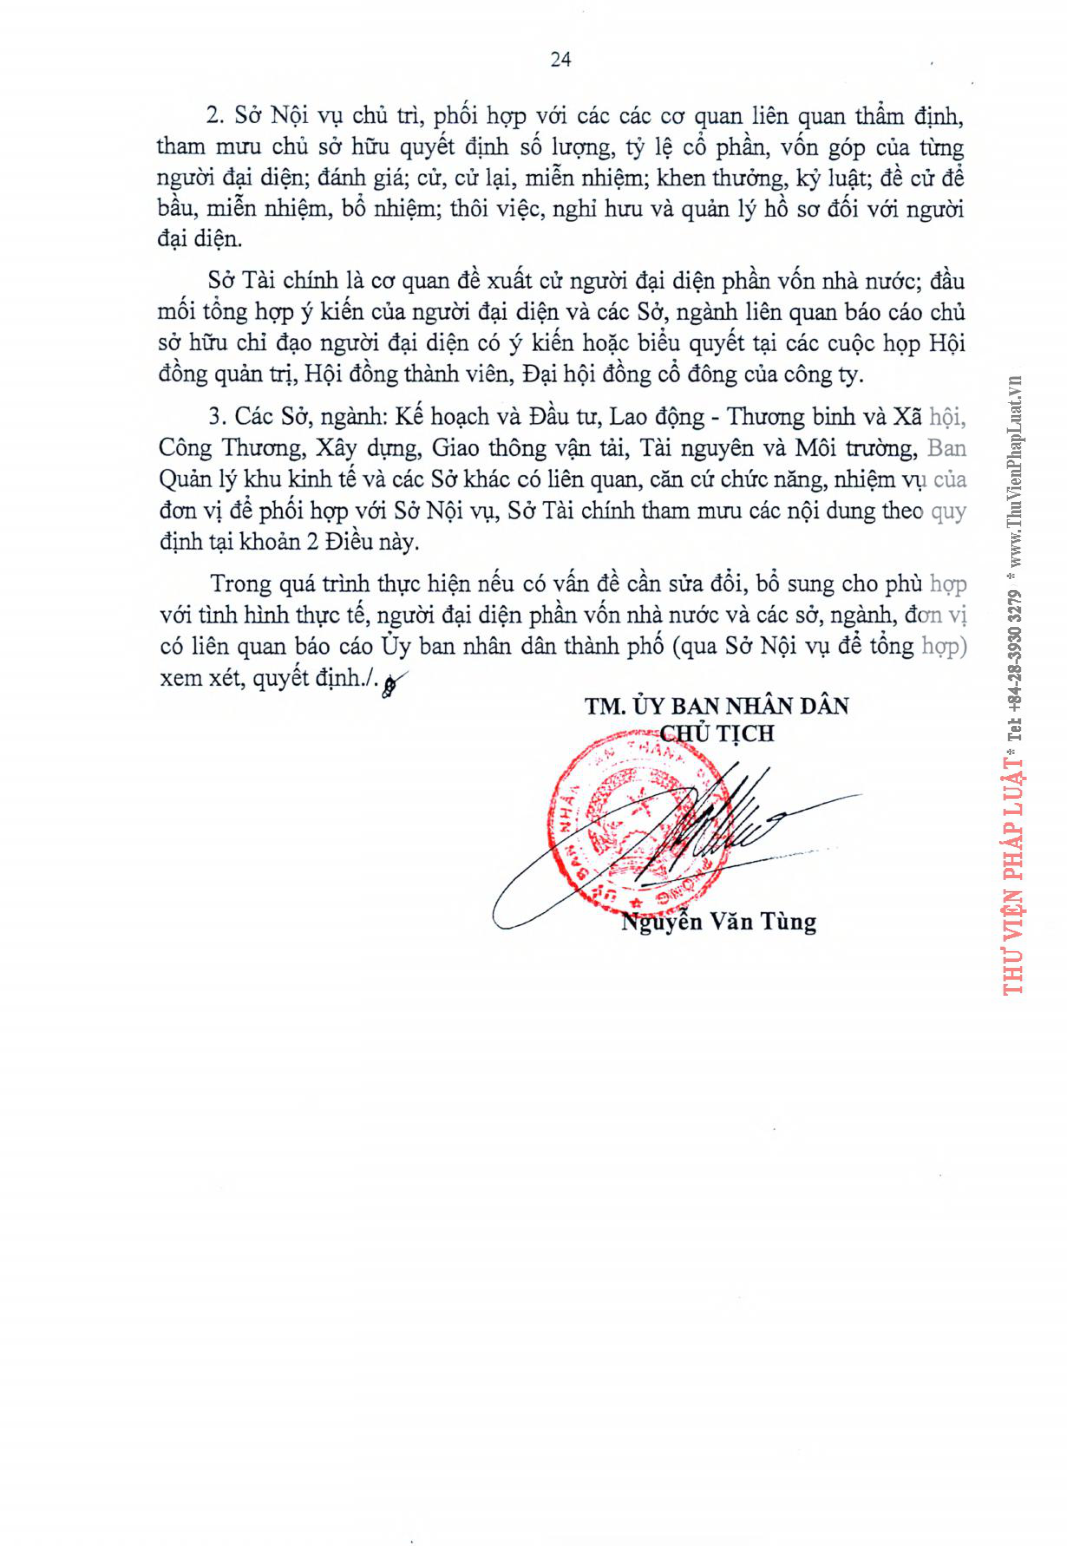 24
2. Sở Nội vụ chủ trì, phối hợp với các các cơ quan liên quan thẩm định,
tham mưu chủ sở hữu quyết định số lượng, tỷ lệ cổ phần, vốn góp của từng
người đại diện; đánh giá; cử, cử lại, miễn nhiệm; khen thưởng, kỷ luật; đề cử để
bầu, miễn nhiệm, bổ nhiệm; thôi việc, nghỉ hưu và quản lý hồ sơ đối với người
đại diện.
Sở Tài chính là cơ quan đề xuất cử người đại diện phần vốn nhà nước; đầu
mối tổng hợp ý kiến của người đại diện và các Sở, ngành liên quan báo cáo chủ
sở hữu chỉ đạo người đại diện có ý kiến hoặc biểu quyết tại các cuộc họp Hội
đồng quản trị, Hội đồng thành viên, Đại hội đồng cổ đông của công ty.
3. Các Sở, ngành: Kế hoạch và Đầu tư, Lao động - Thương binh và Xã hội,
Công Thương, Xây dựng, Giao thông vận tải, Tài nguyên và Môi trường, Ban
Quản lý khu kinh tế và các Sở khác có liên quan, căn cứ chức năng, nhiệm vụ của
đơn vị để phối hợp với Sở Nội vụ, Sở Tài chính tham mưu các nội dung theo quy
định tại khoản 2 Điều này.
Trong quá trình thực hiện nếu có vấn đề cần sửa đổi, bổ sung cho phù hợp
với tình hình thực tế, người đại diện phần vốn nhà nước và các sở, ngành, đơn vị
có liên quan báo cáo Ủy ban nhân dân thành phố (qua Sở Nội vụ để tổng hợp)
xem xét, quyết định./.
TM. ỦY BAN NHÂN DÂN
CHỦ TỊCH
Nguyễn Văn Tùng
THƯ VIỆN PHÁP LUẬT * Tel: +84-28-3930 3279 * www.ThuVienPhapLuat.vn